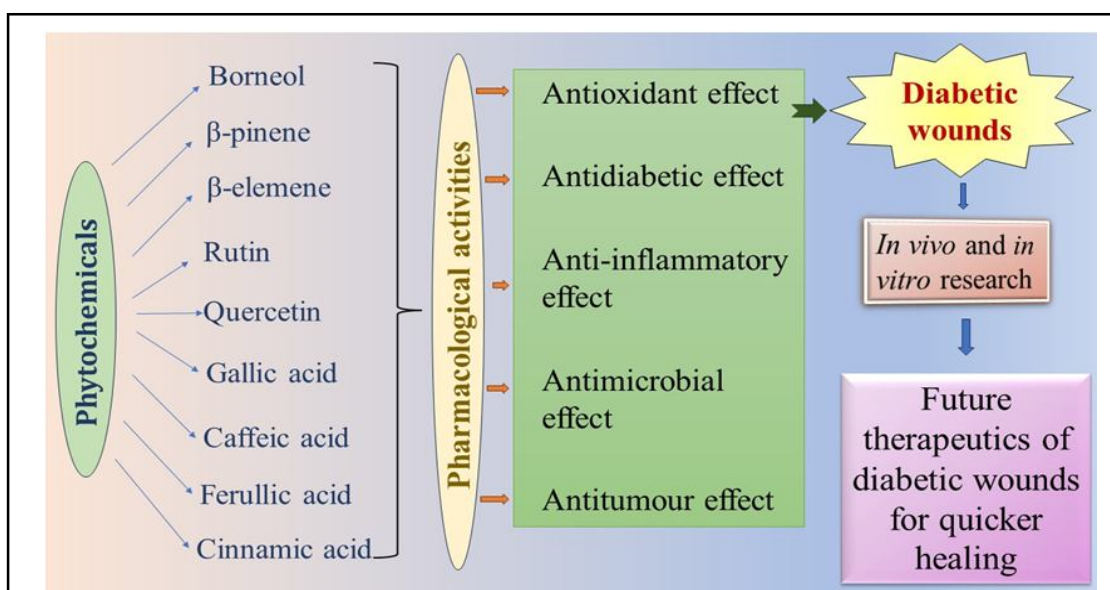 Phytochemicals
Borneol
β-pinene
β-elemene
Rutin
Quercetin
Gallic acid
Caffeic acid
Ferullic acid
Cinnamic acid
Pharmacological activities
Antioxidant effect
Antidiabetic effect
Anti-inflammatory
effect
Antimicrobial
effect
Antitumour effect
Diabetic
wounds
In vivo and in
vitro research
Future
therapeutics of
diabetic wounds
for quicker
healing